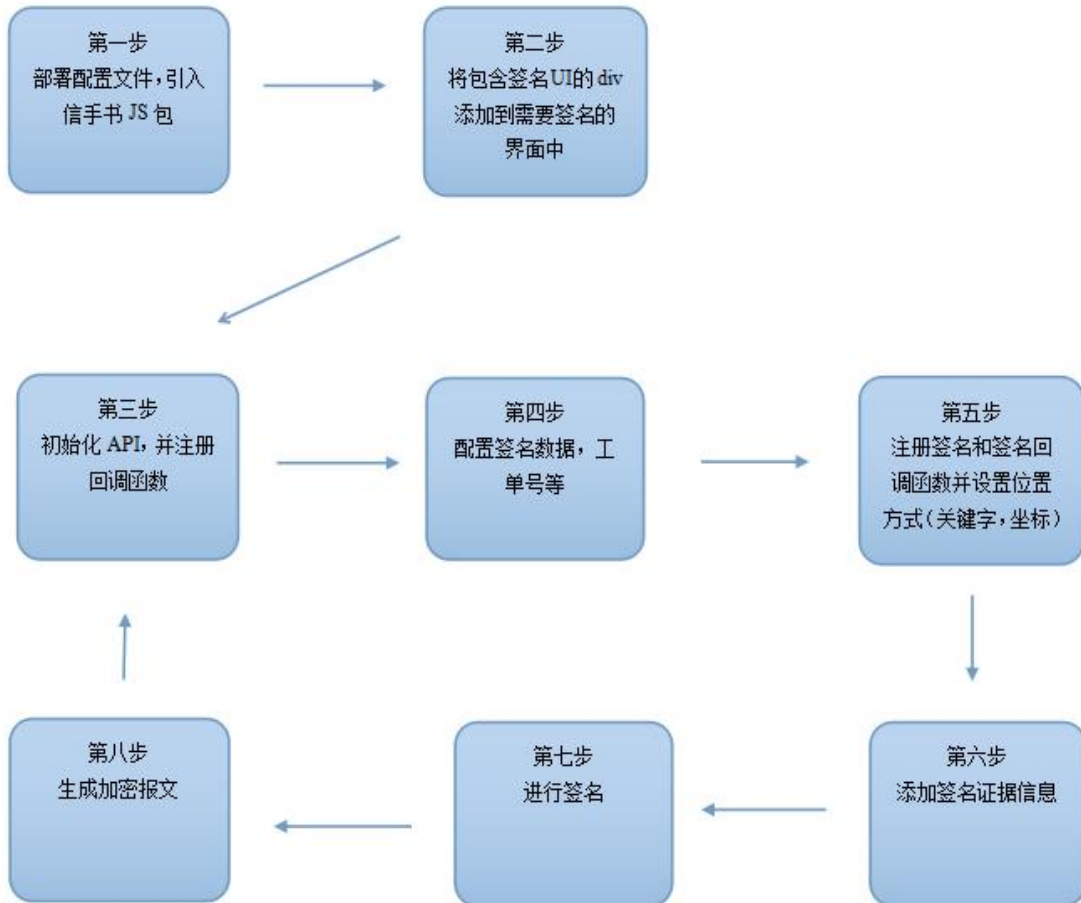 第一步
部署配置文件，引入
信手书 JS 包
第二步
将包含签名UI的 div
添加到需要签名的
界面中
第三步
初始化 API，并注册
回调函数
第四步
配置签名数据，工
单号等
第五步
注册签名和签名回
调函数并设置位置
方式（关键字，坐标）
第八步
生成加密报文
第七步
进行签名
第六步
添加签名证据信息